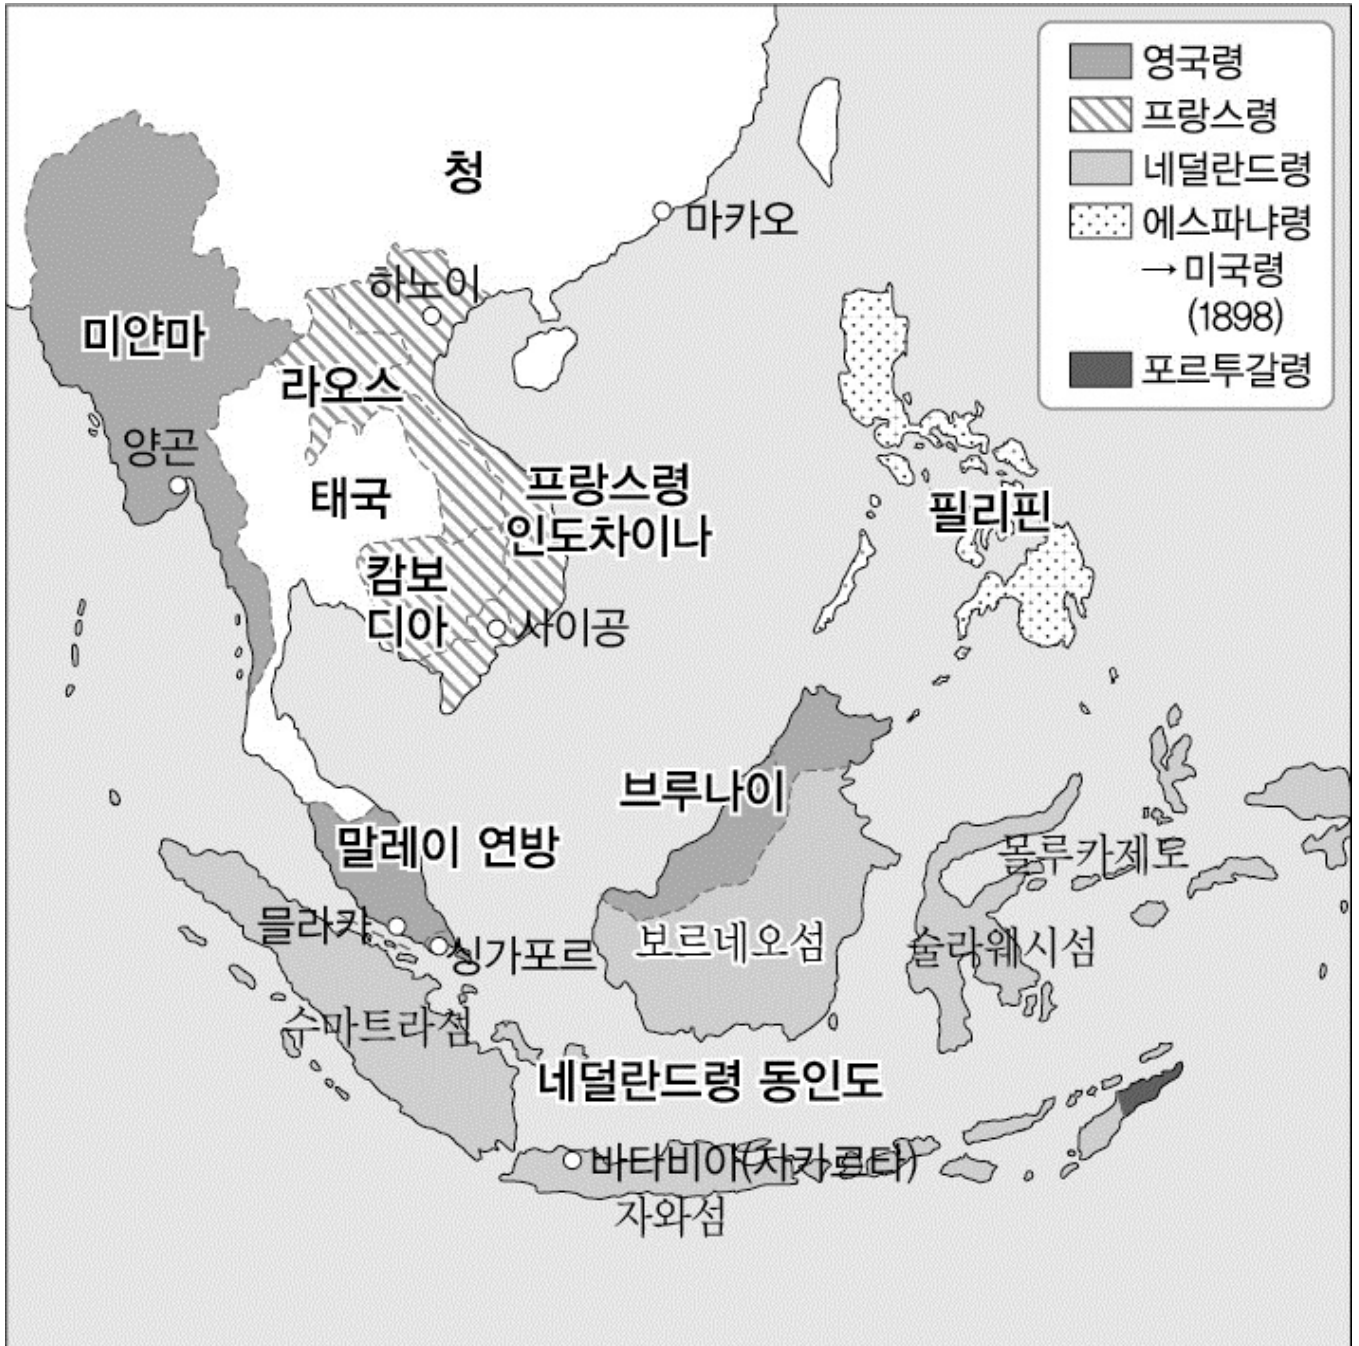 영국령
프랑스령
네덜란드령
에스파냐령
→ 미국령
(1898)
포르투갈령
청
마카오
하노이
미얀마
라오스
양곤
태국
프랑스령
인도차이나
필리핀
캄보
디아
사이공
브루나이
말레이 연방
몰루카제도
믈라카
싱가포르
보르네오섬
술라웨시섬
수마트라섬
네덜란드령 동인도
바타비아(자카르타)
자와섬